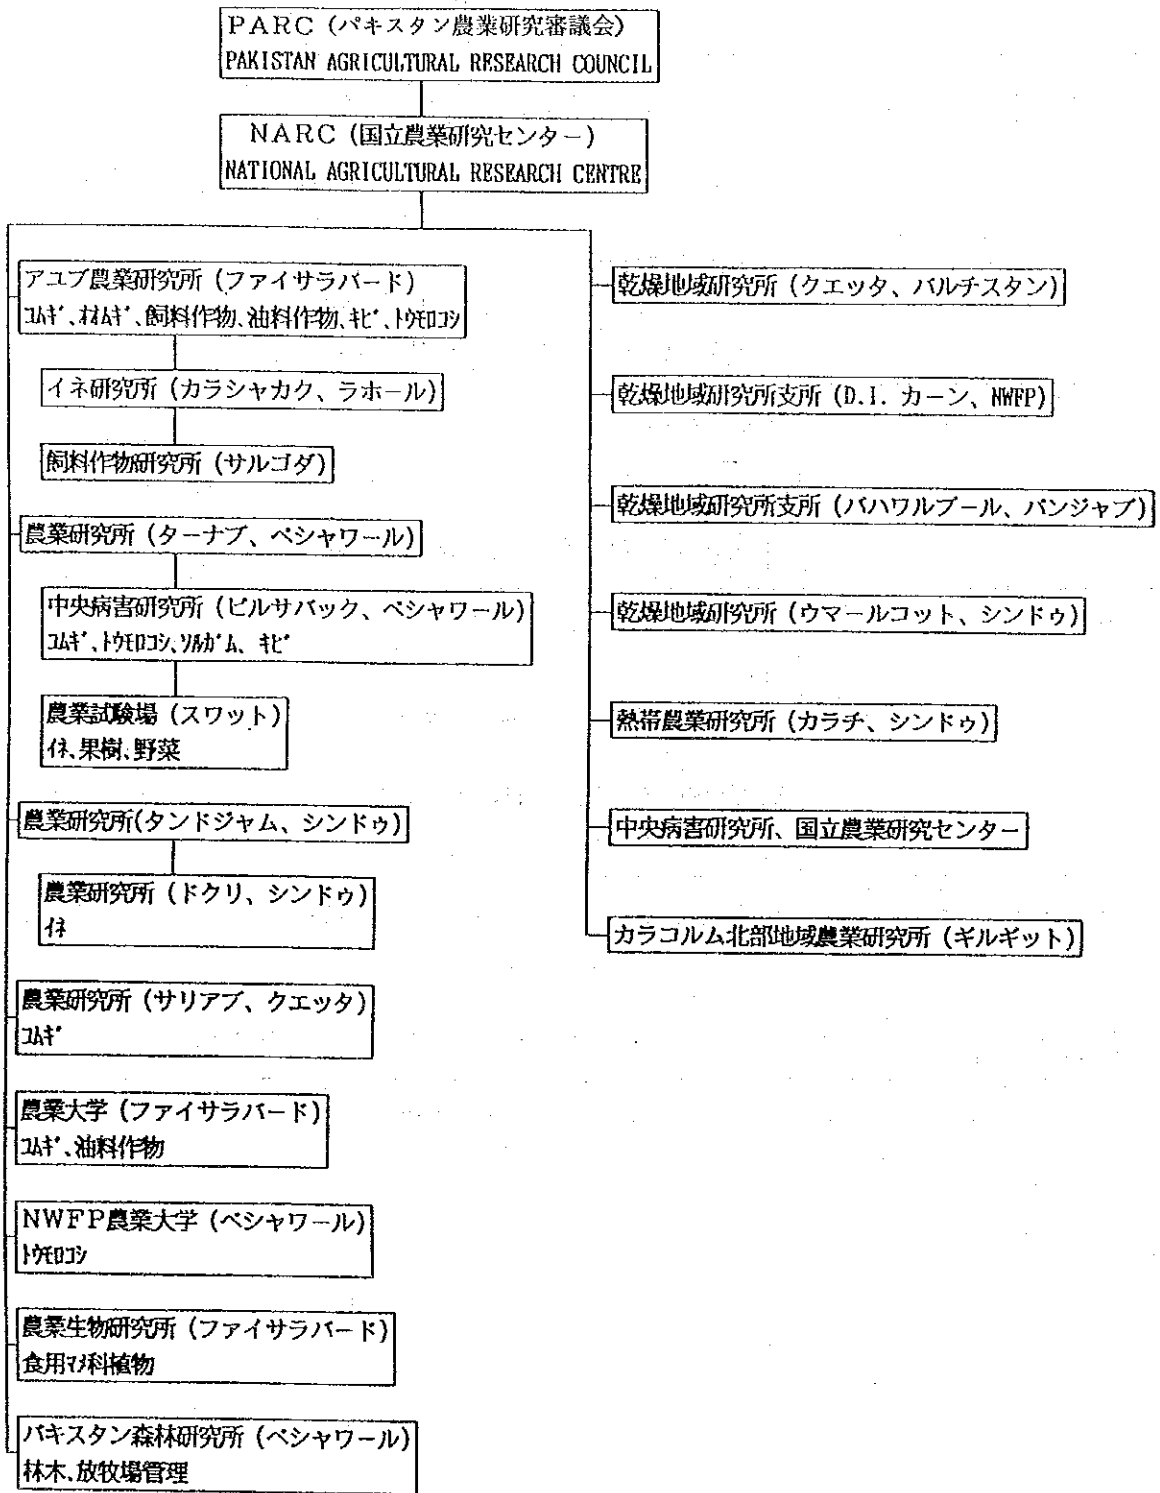 PARC (パキスタン農業研究審議会)
PAKISTAN AGRICULTURAL RESEARCH COUNCIL
NARC (国立農業研究センター)
NATIONAL AGRICULTURAL RESEARCH CENTRE
アユブ農業研究所 (ファイサラバード)
ｺﾑｷﾞ、ｵｵﾑｷﾞ、飼料作物、油料作物、ｷﾋﾞ、ﾄｳﾓﾛｺｼ
イネ研究所 (カラシャカク、ラホール)
飼料作物研究所 (サルゴダ)
農業研究所 (ターナブ、ペシャワール)
中央病害研究所 (ピルサバック、ペシャワール)
ｺﾑｷﾞ、ﾄｳﾓﾛｺｼ、ｿﾙｶﾞﾑ、ｷﾋﾞ
農業試験場 (スワット)
ｲﾈ、果樹、野菜
農業研究所(タンドジャム、シンドゥ)
農業研究所 (ドクリ、シンドゥ)
ｲﾈ
農業研究所 (サリアブ、クエッタ)
ｺﾑｷﾞ
農業大学 (ファイサラバード)
ｺﾑｷﾞ、油料作物
NWFP農業大学 (ペシャワール)
ﾄｳﾓﾛｺｼ
農業生物研究所 (ファイサラバード)
食用ﾏﾒ科植物
パキスタン森林研究所 (ペシャワール)
林木、放牧場管理
乾燥地域研究所 (クエッタ、バルチスタン)
乾燥地域研究所支所 (D.I. カーン、NWFP)
乾燥地域研究所支所 (バハワルプール、パンジャブ)
乾燥地域研究所 (ウマールコット、シンドゥ)
熱帯農業研究所 (カラチ、シンドゥ)
中央病害研究所、国立農業研究センター
カラコルム北部地域農業研究所 (ギルギット)